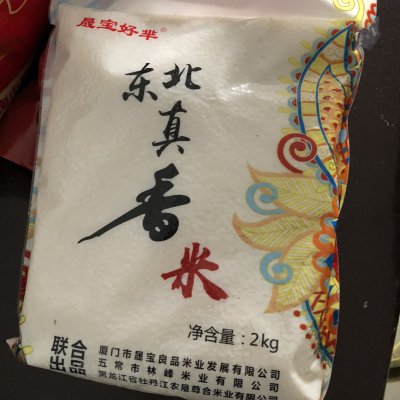 晟宝好芈®
东北
真
香
米
净含量：2kg
联合
出品
厦门市晟宝良品米业发展有限公司
五常市林峰米业有限公司
黑龙江省牡丹江农垦尊合米业有限公司